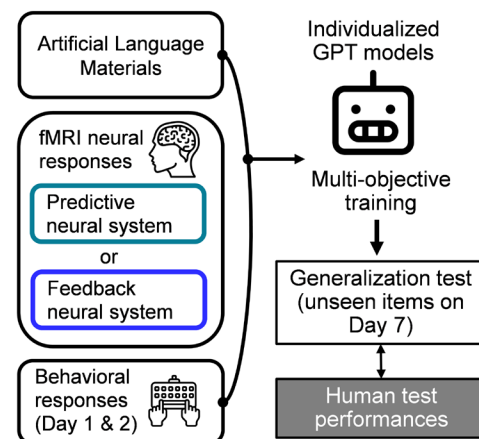 Artificial Language
Materials
fMRI neural
responses
Predictive
neural system
or
Feedback
neural system
Behavioral
responses
(Day 1 & 2)
Individualized
GPT models
Multi-objective
training
Generalization test
(unseen items on
Day 7)
Human test
performances